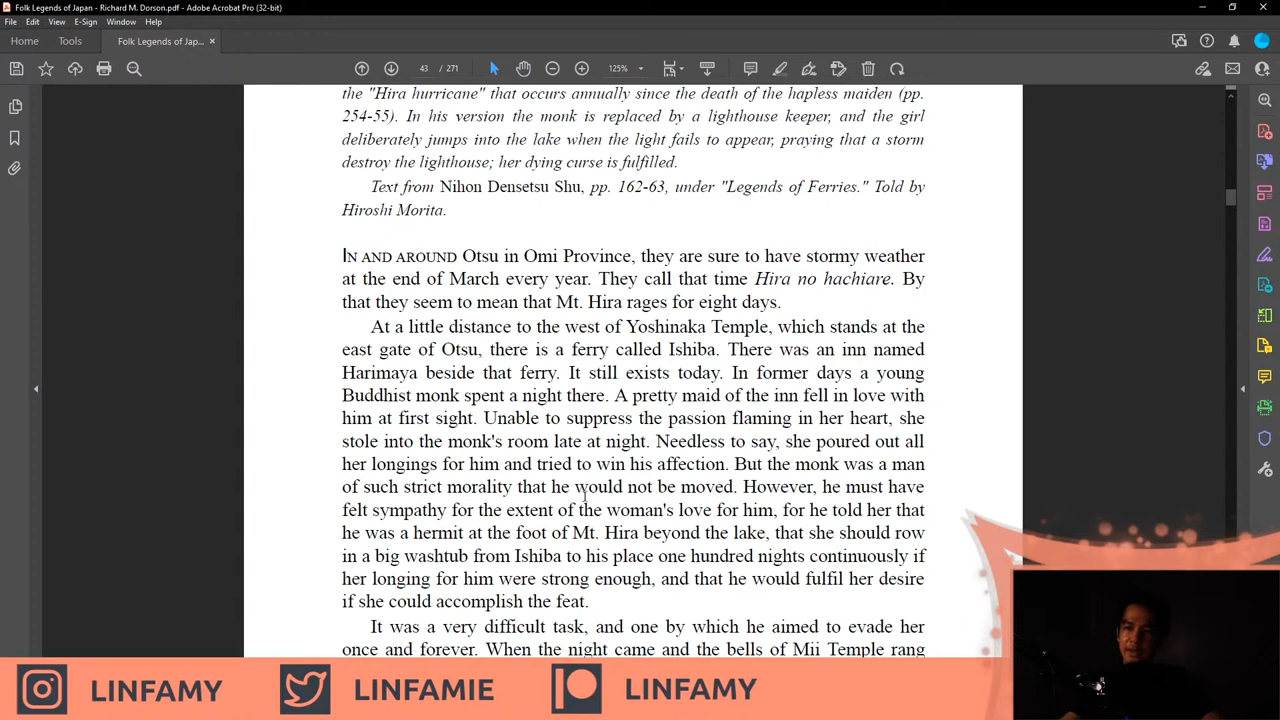 Folk Legends of Japan - Richard M. Dorson.pdf - Adobe Acrobat Pro (32-bit)
File Edit View E-Sign Window Help
Home Tools Folk Legends of Jap... ×
43 / 271 125%
the "Hira hurricane" that occurs annually since the death of the hapless maiden (pp.
254-55). In his version the monk is replaced by a lighthouse keeper, and the girl
deliberately jumps into the lake when the light fails to appear, praying that a storm
destroy the lighthouse; her dying curse is fulfilled.
Text from Nihon Densetsu Shu, pp. 162-63, under "Legends of Ferries." Told by
Hiroshi Morita.
IN AND AROUND Otsu in Omi Province, they are sure to have stormy weather
at the end of March every year. They call that time Hira no hachiare. By
that they seem to mean that Mt. Hira rages for eight days.
At a little distance to the west of Yoshinaka Temple, which stands at the
east gate of Otsu, there is a ferry called Ishiba. There was an inn named
Harimaya beside that ferry. It still exists today. In former days a young
Buddhist monk spent a night there. A pretty maid of the inn fell in love with
him at first sight. Unable to suppress the passion flaming in her heart, she
stole into the monk's room late at night. Needless to say, she poured out all
her longings for him and tried to win his affection. But the monk was a man
of such strict morality that he would not be moved. However, he must have
felt sympathy for the extent of the woman's love for him, for he told her that
he was a hermit at the foot of Mt. Hira beyond the lake, that she should row
in a big washtub from Ishiba to his place one hundred nights continuously if
her longing for him were strong enough, and that he would fulfil her desire
if she could accomplish the feat.
It was a very difficult task, and one by which he aimed to evade her
once and forever. When the night came and the bells of Mii Temple rang
LINFAMY LINFAMIE LINFAMY